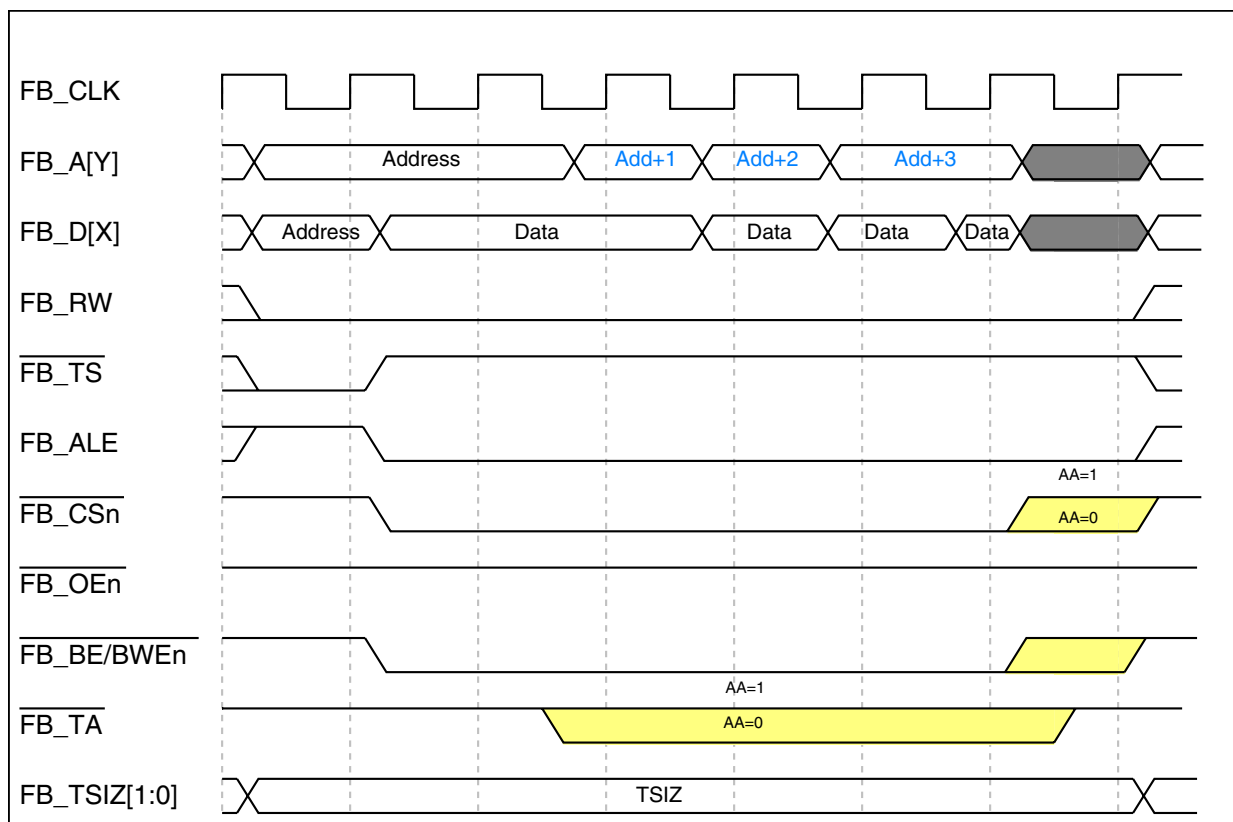 FB_CLK
FB_A[Y] Address Add+1 Add+2 Add+3
FB_D[X] Address Data Data Data Data
FB_RW
FB_TS
FB_ALE
AA=1
FB_CSn AA=0
FB_OEn
FB_BE/BWEn
AA=1
FB_TA AA=0
FB_TSIZ[1:0] TSIZ